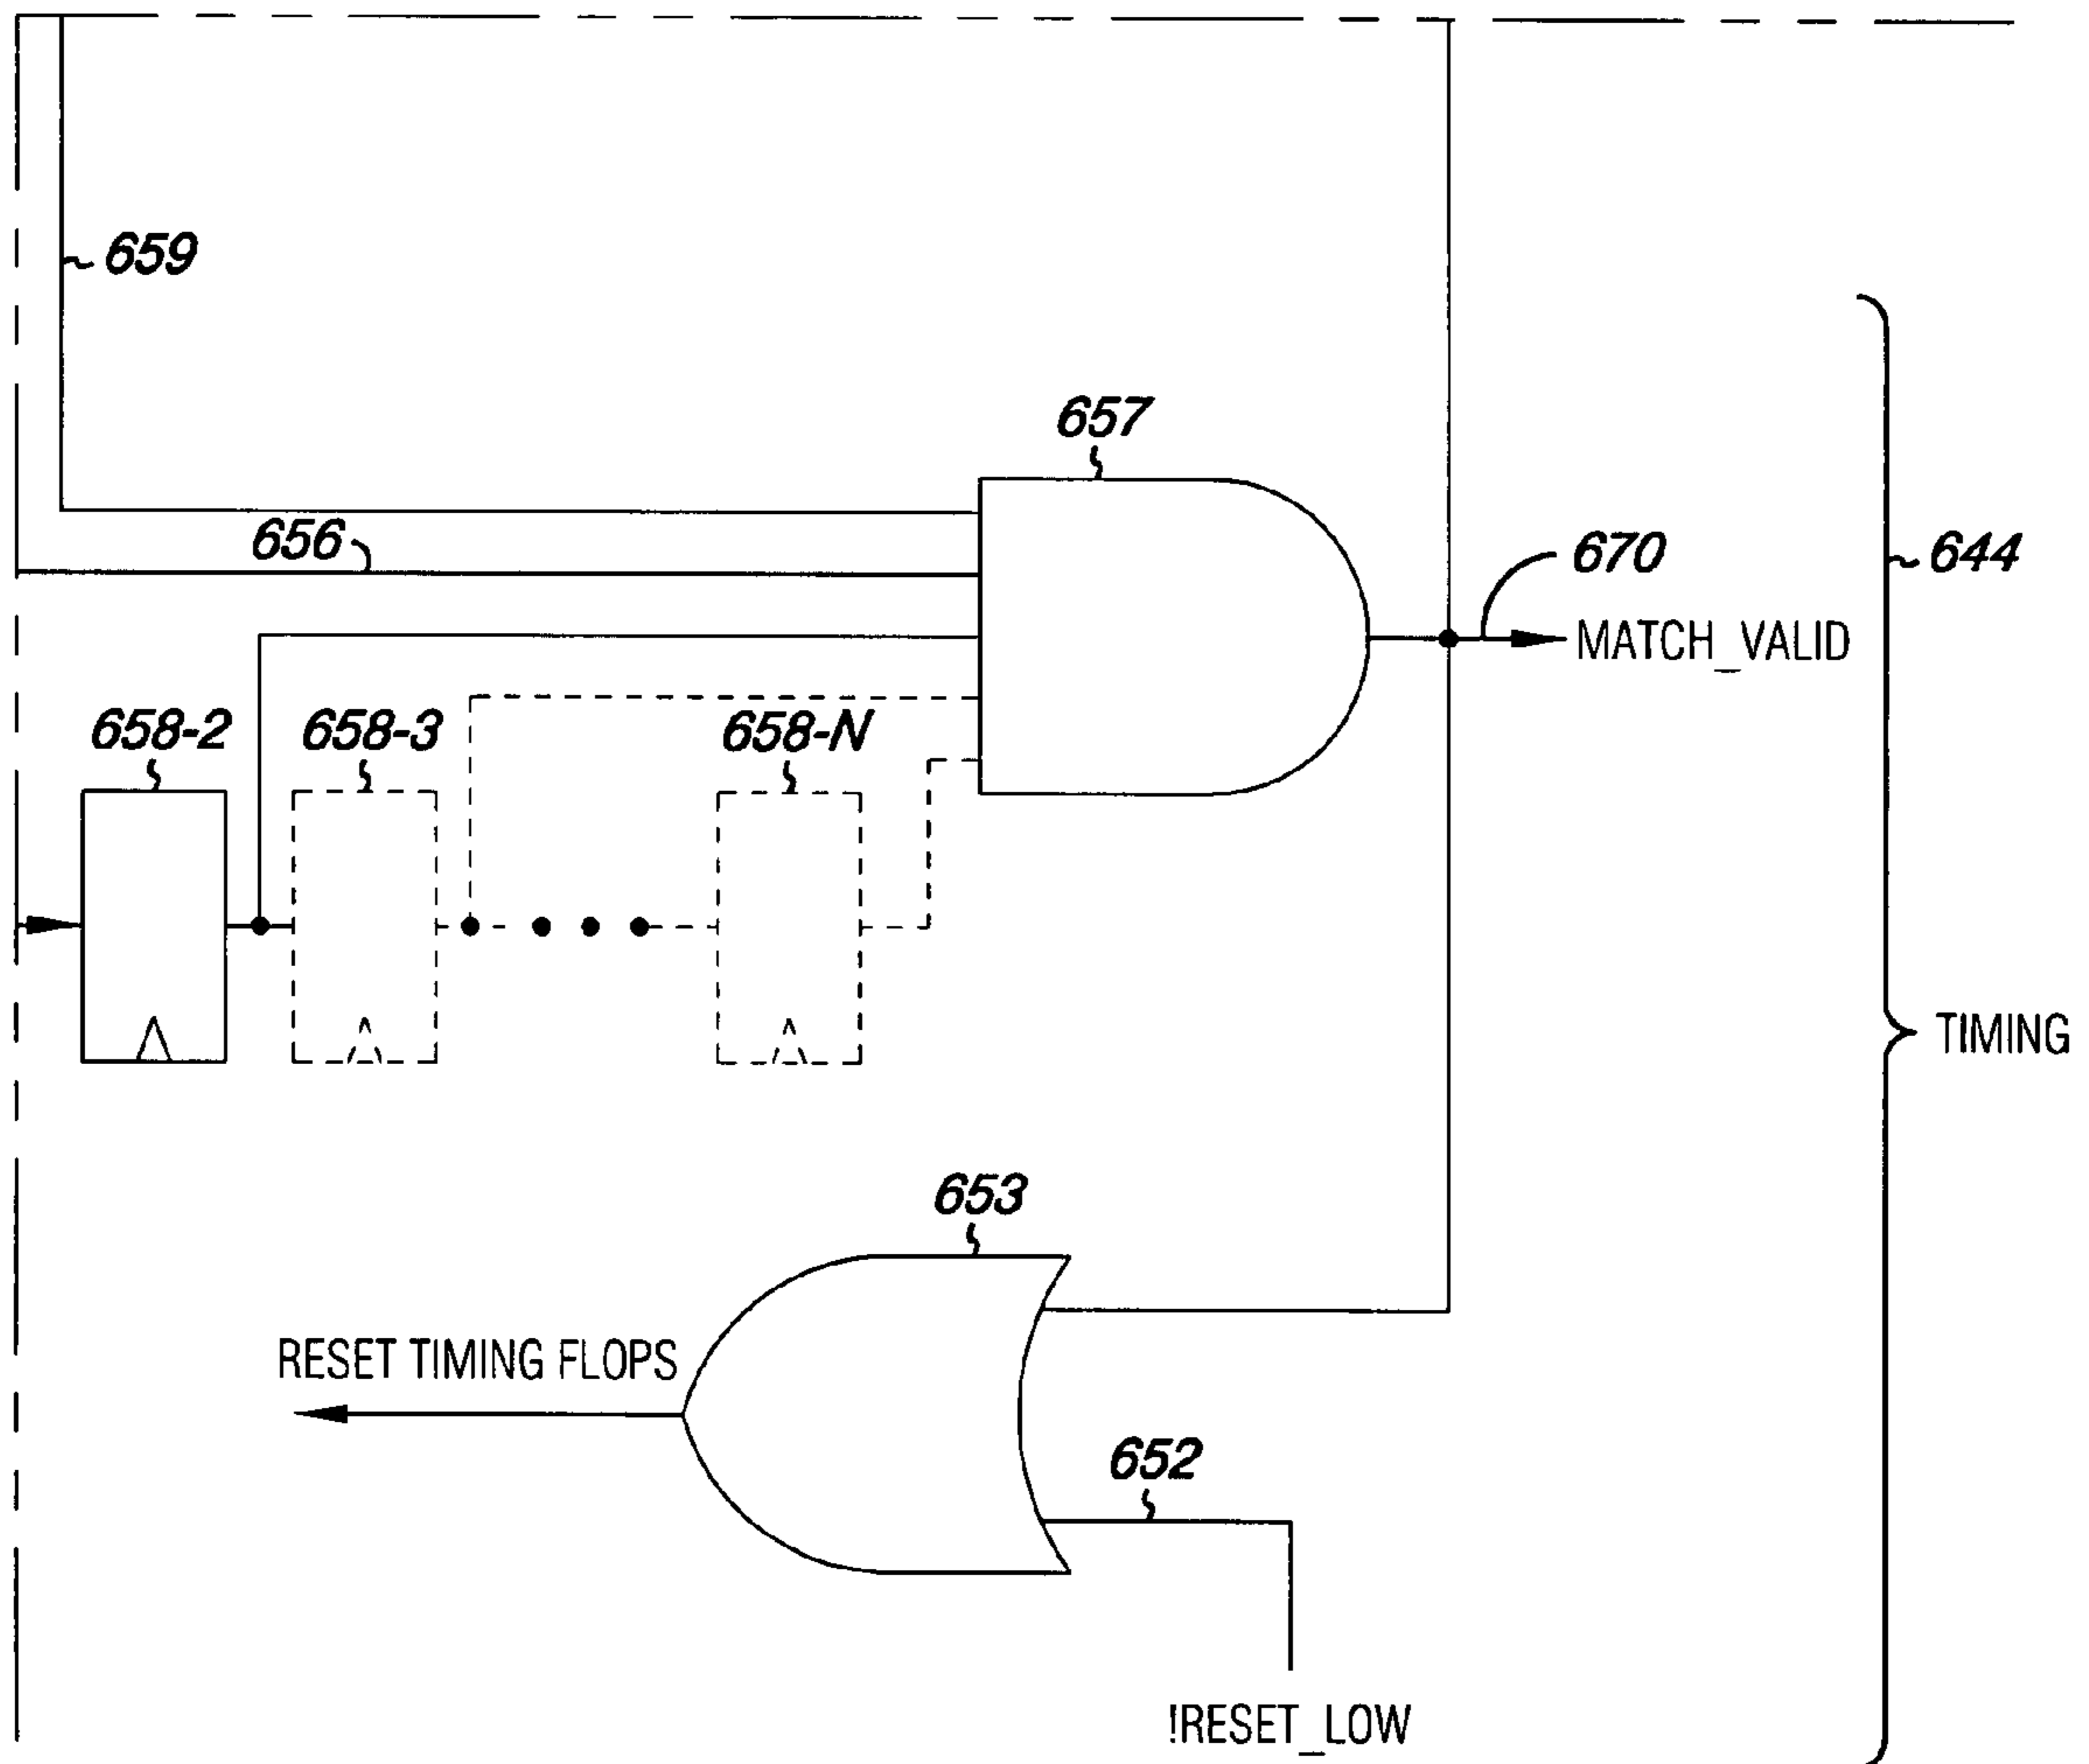 659
657
656
670
644
MATCH_VALID
658-2
658-3
658-N
TIMING
653
RESET TIMING FLOPS
652
!RESET_LOW